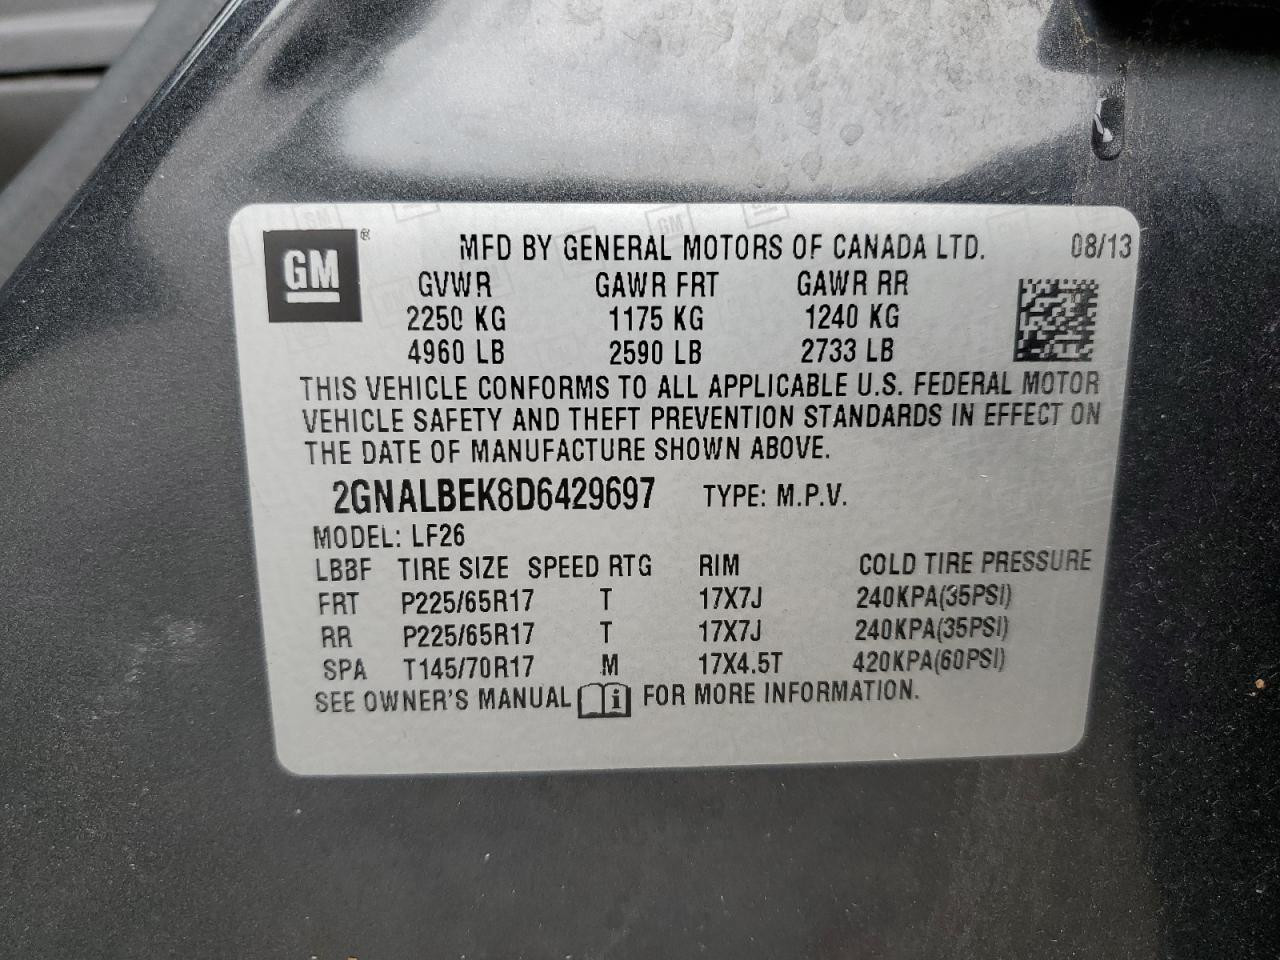 GM ® MFD BY GENERAL MOTORS OF CANADA LTD. 08/13
GVWR GAWR FRT GAWR RR
2250 KG 1175 KG 1240 KG
4960 LB 2590 LB 2733 LB
THIS VEHICLE CONFORMS TO ALL APPLICABLE U.S. FEDERAL MOTOR
VEHICLE SAFETY AND THEFT PREVENTION STANDARDS IN EFFECT ON
THE DATE OF MANUFACTURE SHOWN ABOVE.
2GNALBEK8D6429697 TYPE: M.P.V.
MODEL: LF26
LBBF TIRE SIZE SPEED RTG RIM COLD TIRE PRESSURE
FRT P225/65R17 T 17X7J 240KPA(35PSI)
RR P225/65R17 T 17X7J 240KPA(35PSI)
SPA T145/70R17 M 17X4.5T 420KPA(60PSI)
SEE OWNER'S MANUAL i FOR MORE INFORMATION.